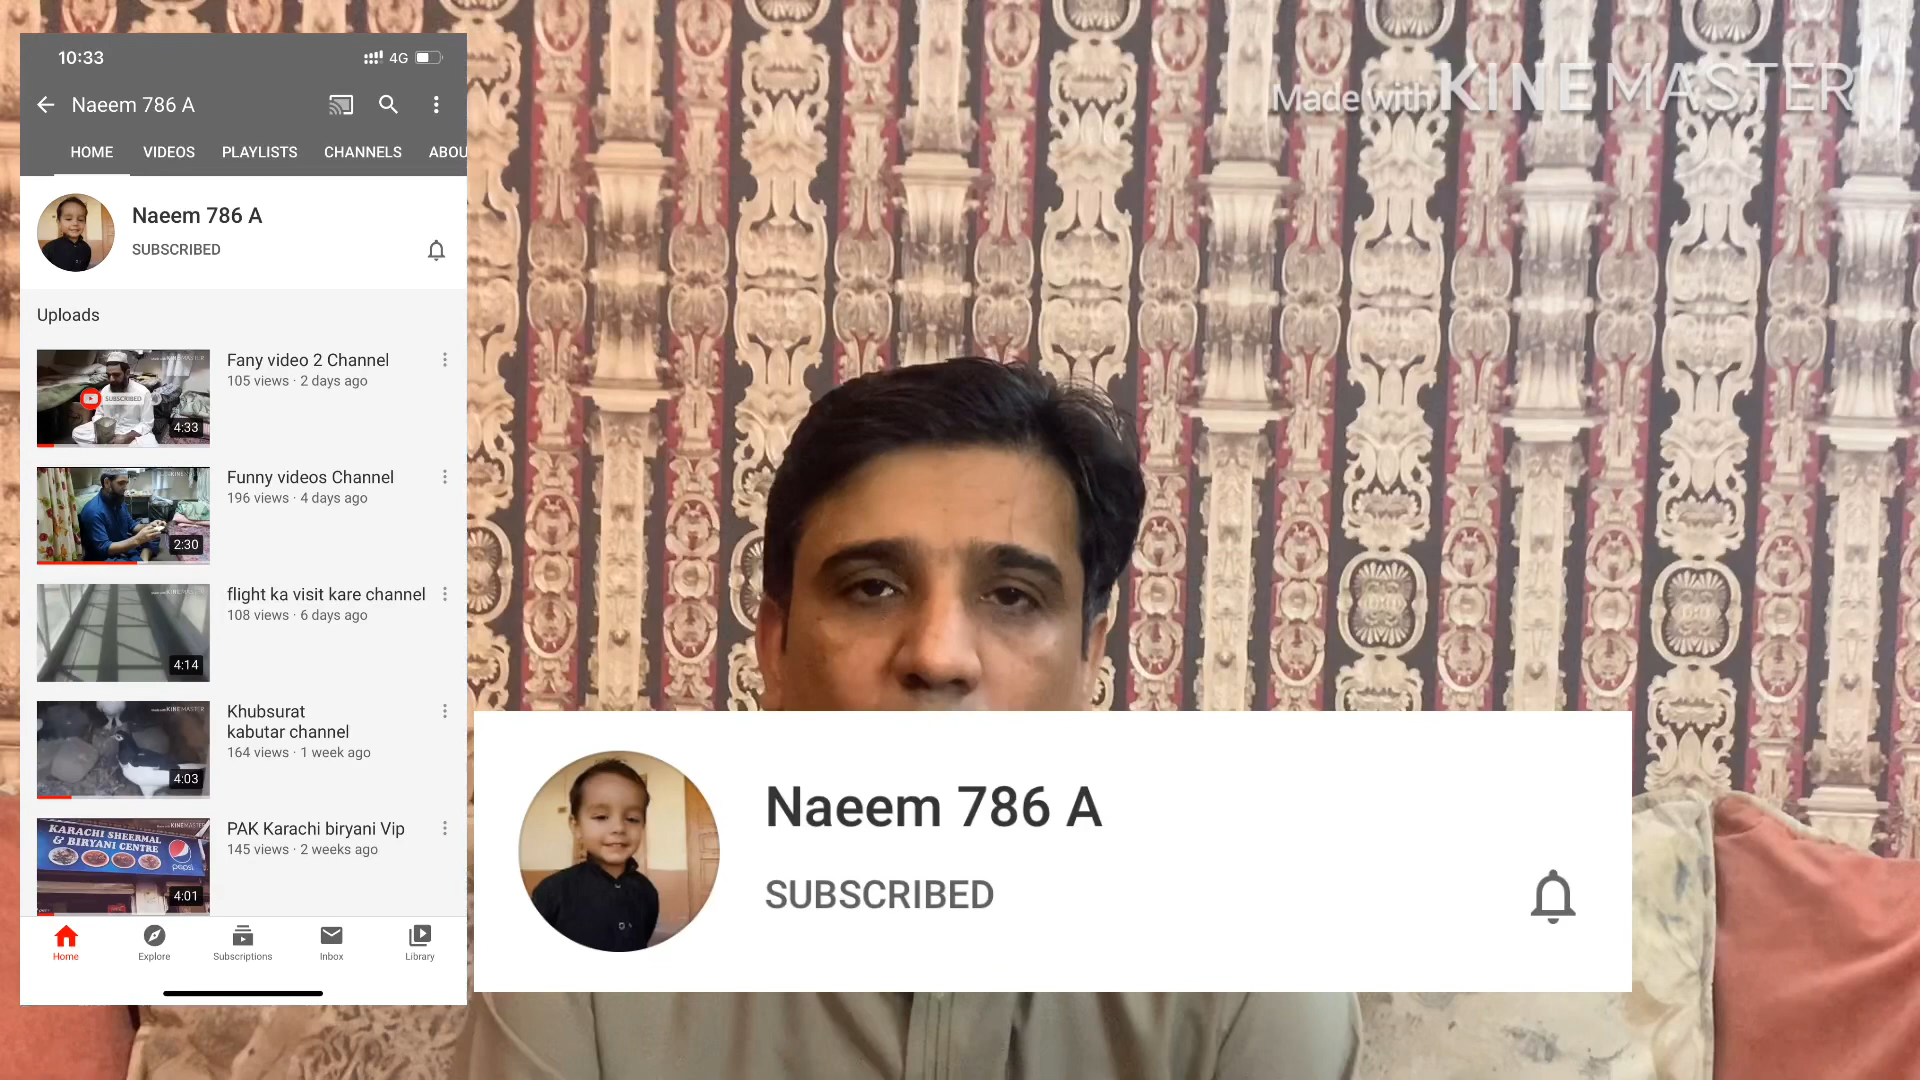 10:33
4G
Naeem 786 A
HOME VIDEOS PLAYLISTS CHANNELS ABOU
Naeem 786 A
SUBSCRIBED
Uploads
Fany video 2 Channel
105 views · 2 days ago
SUBSCRIBED
4:33
Funny videos Channel
196 views · 4 days ago
2:30
flight ka visit kare channel
108 views · 6 days ago
4:14
Khubsurat
kabutar channel
164 views · 1 week ago
4:03
PAK Karachi biryani Vip
145 views · 2 weeks ago
KARACHI SHEERMAL
& BIRYANI CENTRE
pepsi
4:01
Home Explore Subscriptions Inbox Library
Made with KINEMASTER
Naeem 786 A
SUBSCRIBED